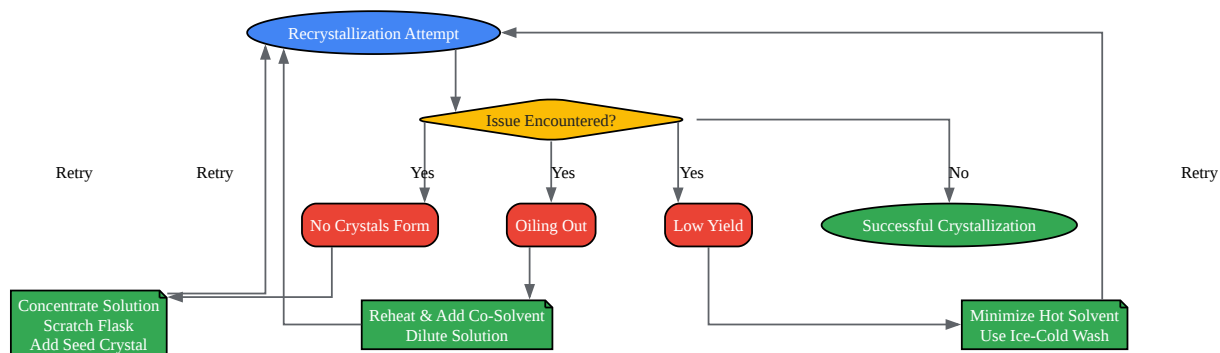 Recrystallization Attempt
Issue Encountered?
Retry
Retry
Yes
Yes
Yes
No
Retry
No Crystals Form
Oiling Out
Low Yield
Successful Crystallization
Concentrate Solution
Scratch Flask
Add Seed Crystal
Reheat & Add Co-Solvent
Dilute Solution
Minimize Hot Solvent
Use Ice-Cold Wash